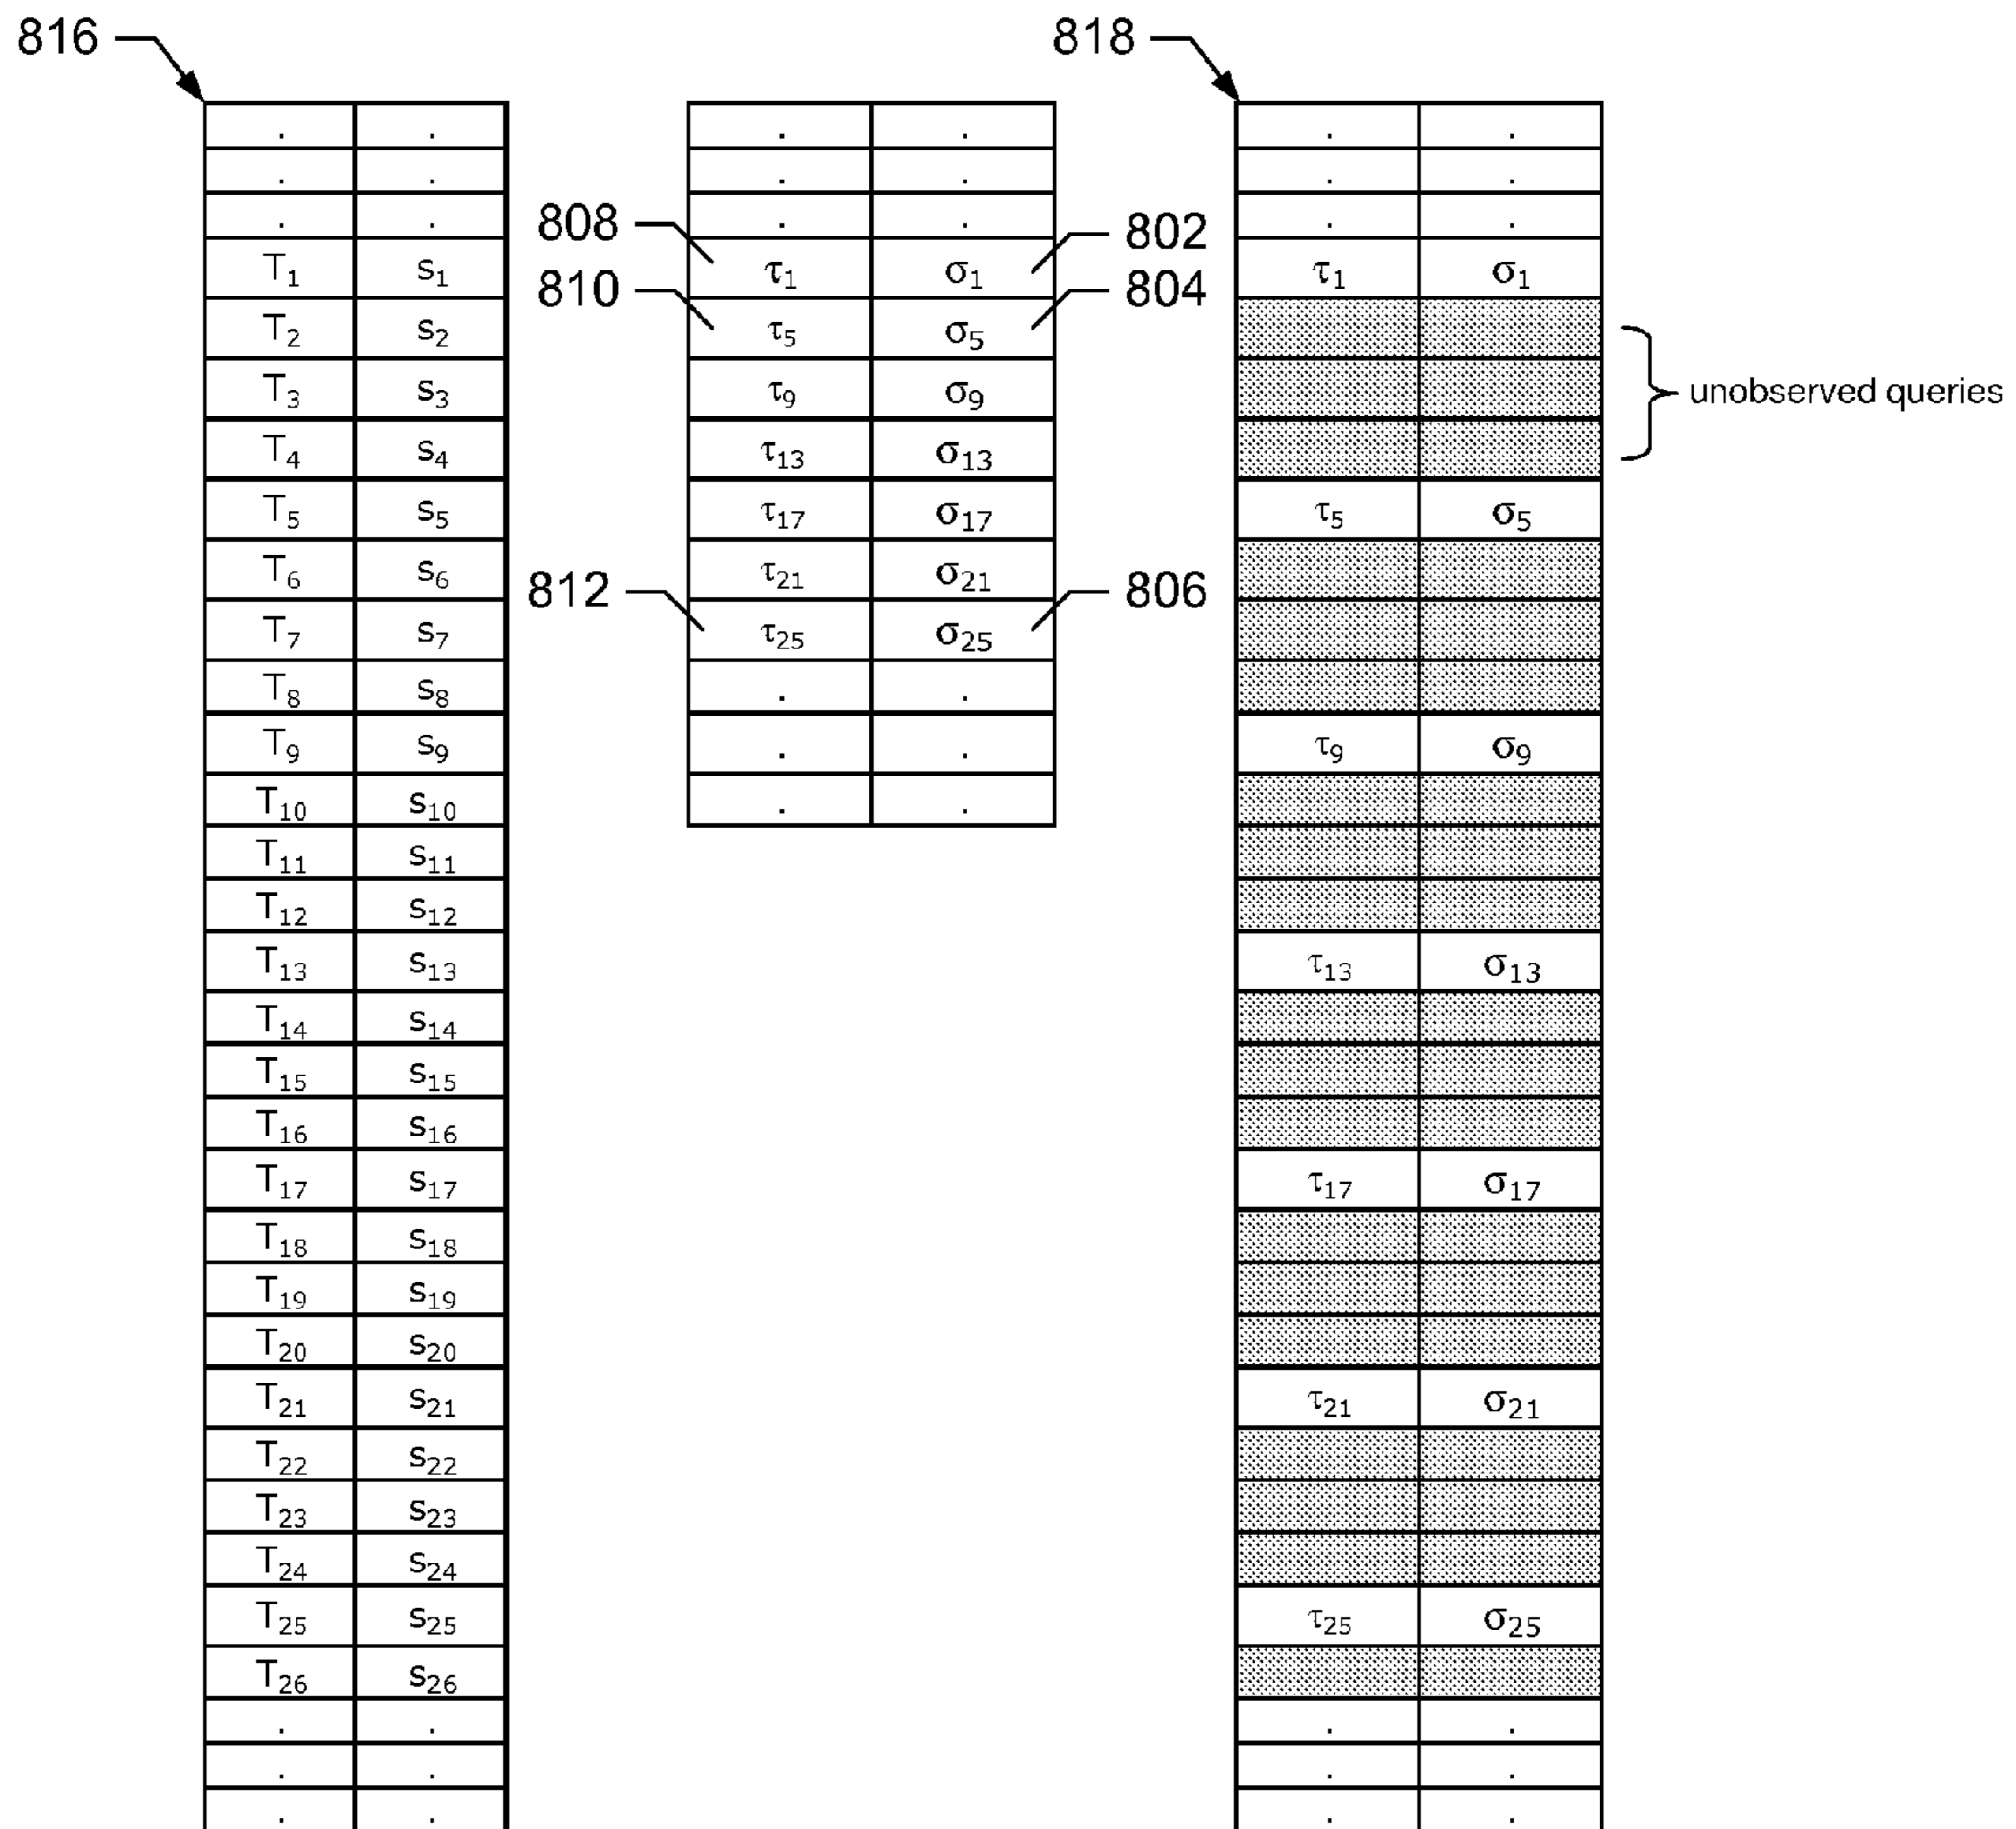 816
818
. . . . . .
. . . . . .
. . . . . .
808
802
T1 s1 τ1 σ1 τ1 σ1
810
804
T2 s2 τ5 σ5
unobserved queries
T3 s3 τ9 σ9
T4 s4 τ13 σ13
T5 s5 τ17 σ17 τ5 σ5
T6 s6 τ21 σ21
812
806
T7 s7 τ25 σ25
T8 s8 . .
T9 s9 . . τ9 σ9
T10 s10 . .
T11 s11
T12 s12
T13 s13 τ13 σ13
T14 s14
T15 s15
T16 s16
T17 s17 τ17 σ17
T18 s18
T19 s19
T20 s20
T21 s21 τ21 σ21
T22 s22
T23 s23
T24 s24
T25 s25 τ25 σ25
T26 s26
. . . .
. . . .
. . . .